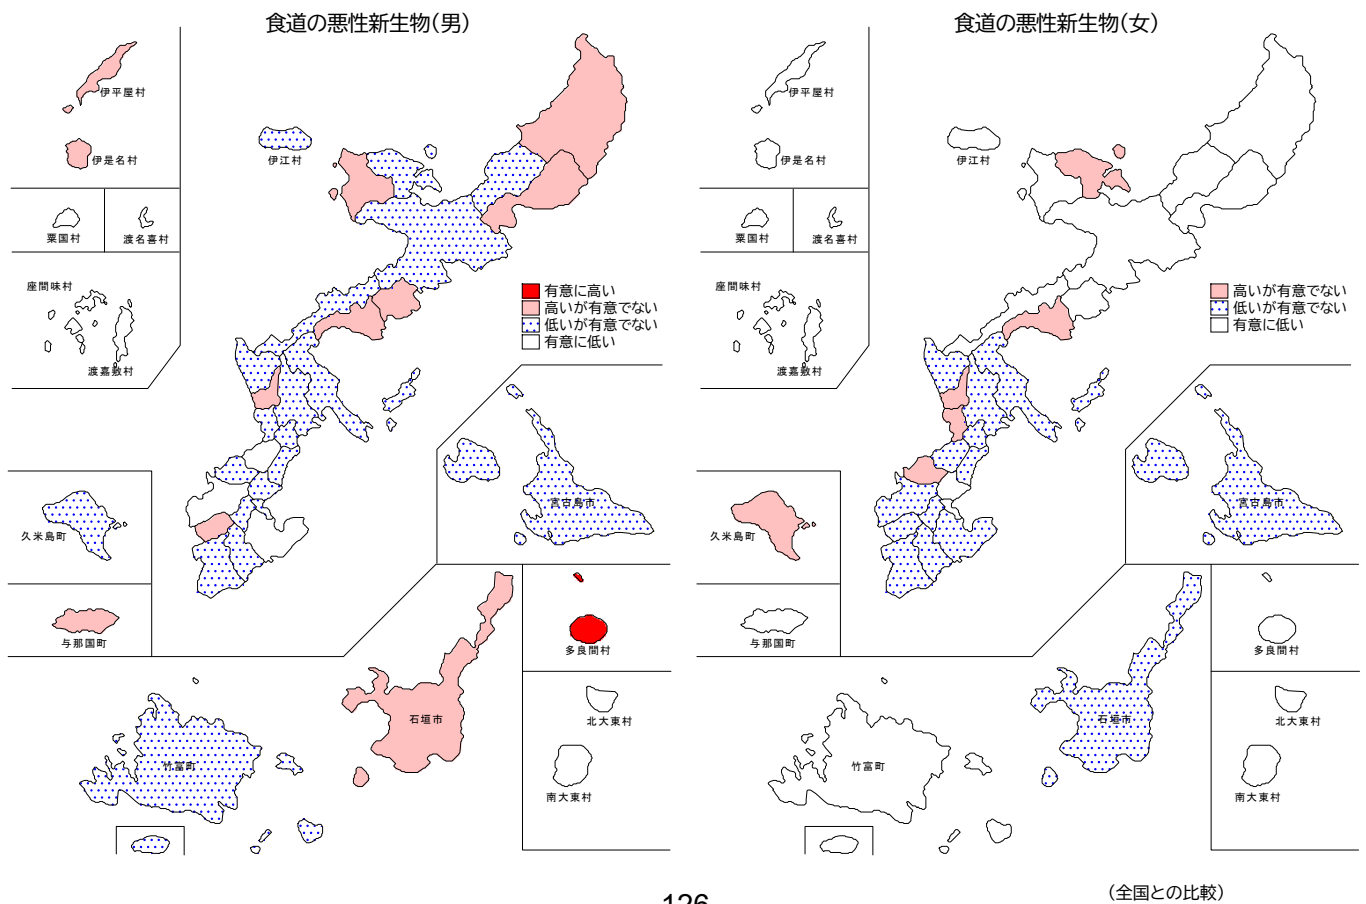 食道の悪性新生物(男)
伊平屋村
伊是名村
伊江村
粟国村
渡名喜村
座間味村
渡嘉敷村
有意に高い
高いが有意でない
低いが有意でない
有意に低い
宮古島市
久米島町
与那国町
多良間村
石垣市
北大東村
竹富町
南大東村
食道の悪性新生物(女)
伊平屋村
伊是名村
伊江村
粟国村
渡名喜村
座間味村
渡嘉敷村
高いが有意でない
低いが有意でない
有意に低い
宮古島市
久米島町
与那国町
多良間村
石垣市
北大東村
竹富町
南大東村
126
(全国との比較)